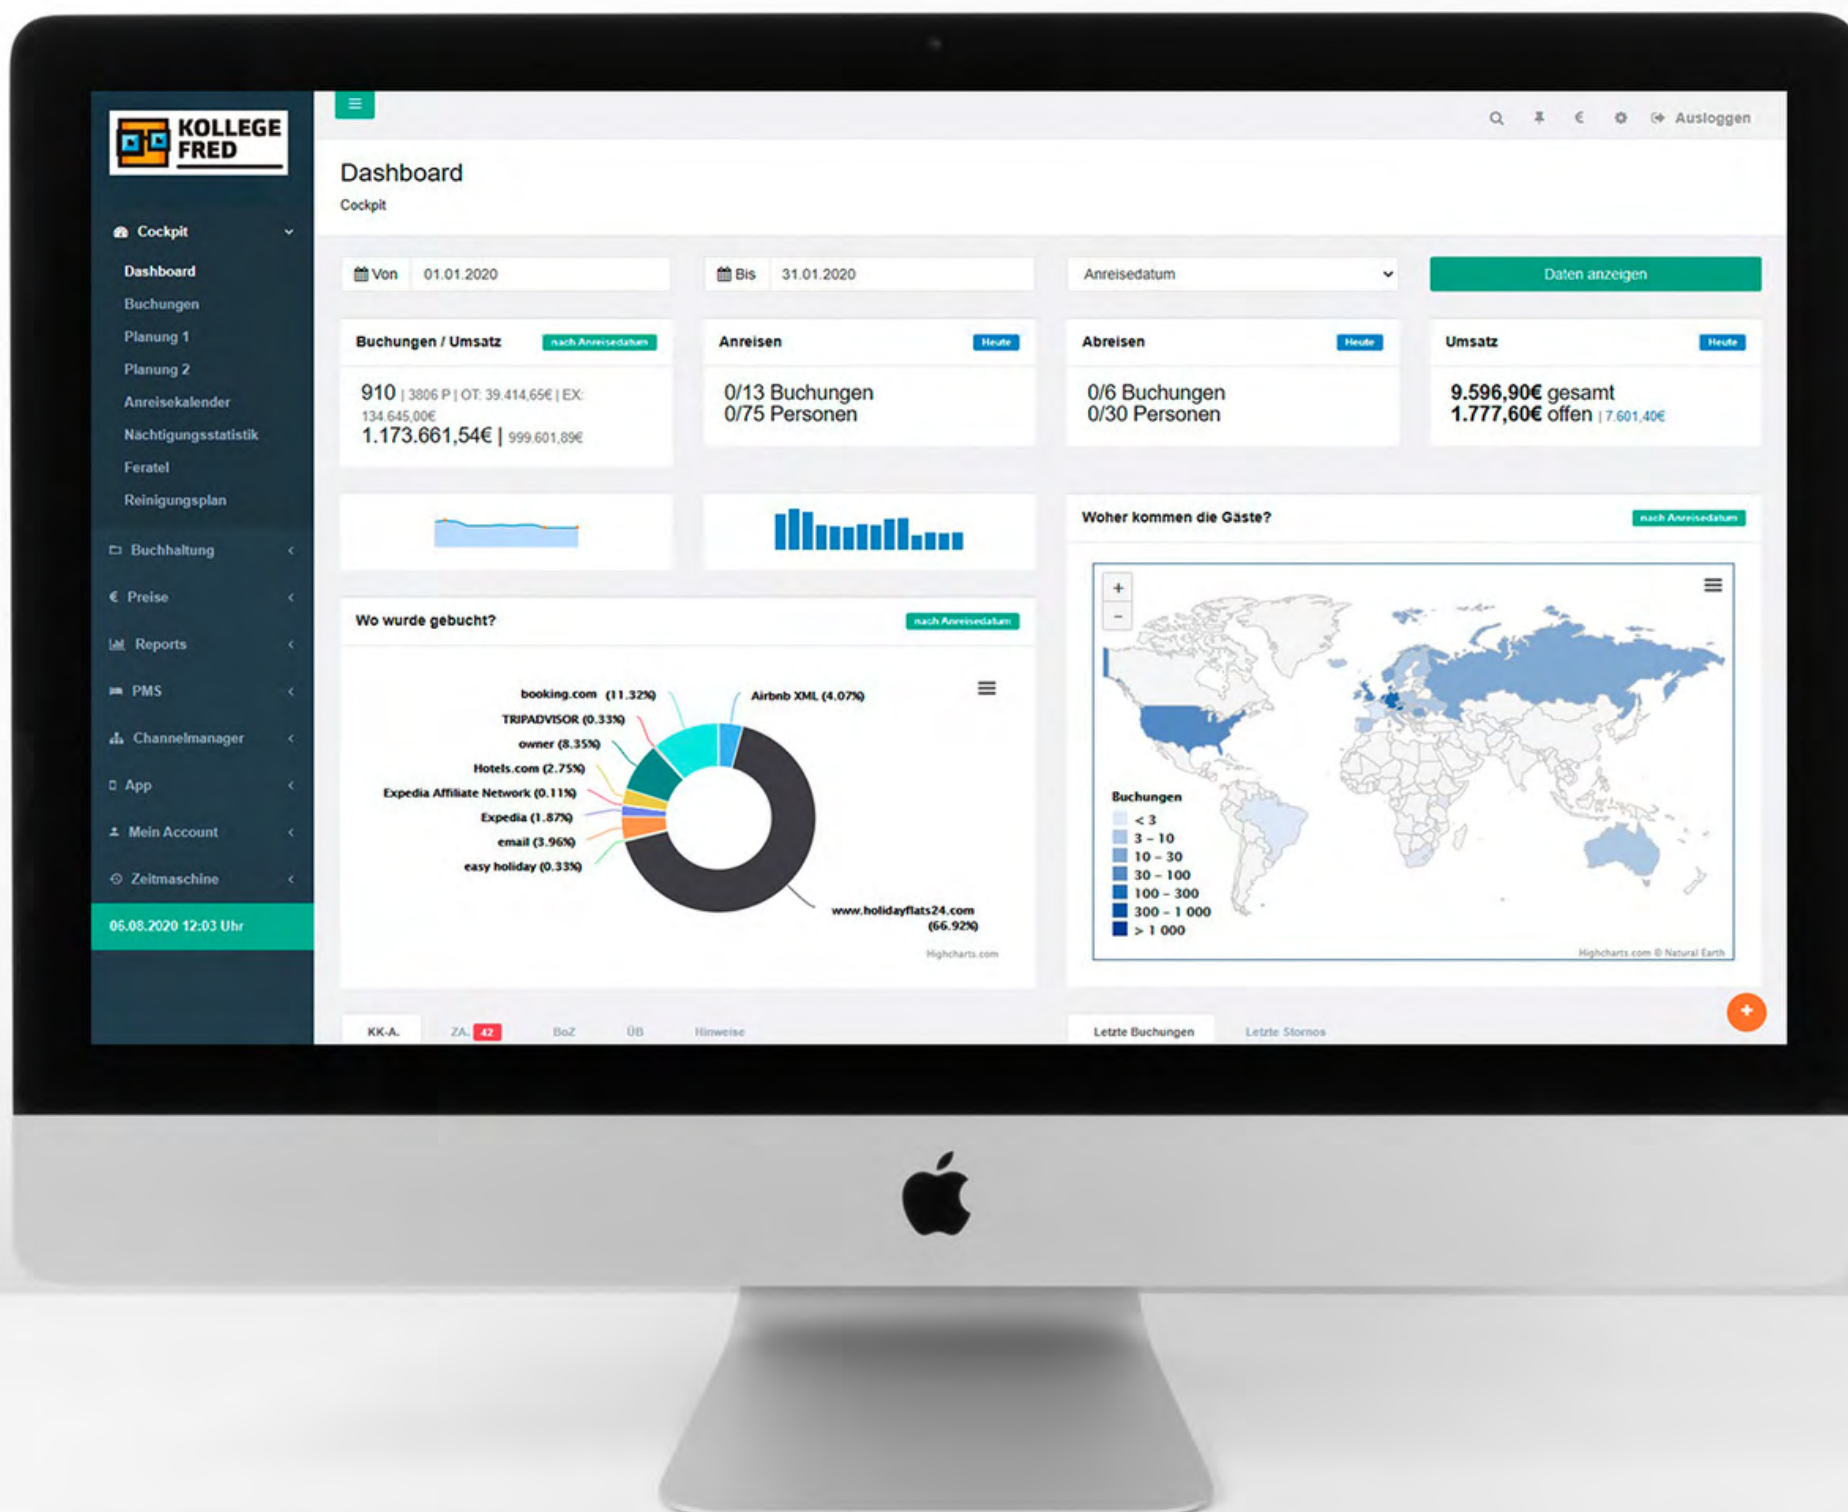 KOLLEGE
FRED
Ausloggen
Dashboard
Cockpit
Cockpit
Dashboard
Buchungen
Planung 1
Planung 2
Anreisekalender
Nächtigungsstatistik
Feratel
Reinigungsplan
Buchhaltung
€ Preise
Reports
PMS
Channelmanager
App
Mein Account
Zeitmaschine
06.08.2020 12:03 Uhr
Von 01.01.2020
Bis 31.01.2020
Anreisedatum
Daten anzeigen
Buchungen / Umsatz nach Anreisedatum
910 | 3806 P | OT: 39.414,65€ | EX:
134.645,00€
1.173.661,54€ | 999.601,89€
Anreisen Heute
0/13 Buchungen
0/75 Personen
Abreisen Heute
0/6 Buchungen
0/30 Personen
Umsatz Heute
9.596,90€ gesamt
1.777,60€ offen | 7.601,40€
Wo wurde gebucht? nach Anreisedatum
booking.com (11.32%)
Airbnb XML (4.07%)
TRIPADVISOR (0.33%)
owner (8.35%)
Hotels.com (2.75%)
Expedia Affiliate Network (0.11%)
Expedia (1.87%)
email (3.96%)
easy holiday (0.33%)
www.holidayflats24.com
(66.92%)
Highcharts.com
Woher kommen die Gäste? nach Anreisedatum
+
−
Buchungen
< 3
3 – 10
10 – 30
30 – 100
100 – 300
300 – 1 000
> 1 000
Highcharts.com © Natural Earth
KK-A. ZA. 42 BoZ ÜB Hinweise
Letzte Buchungen Letzte Stornos
+